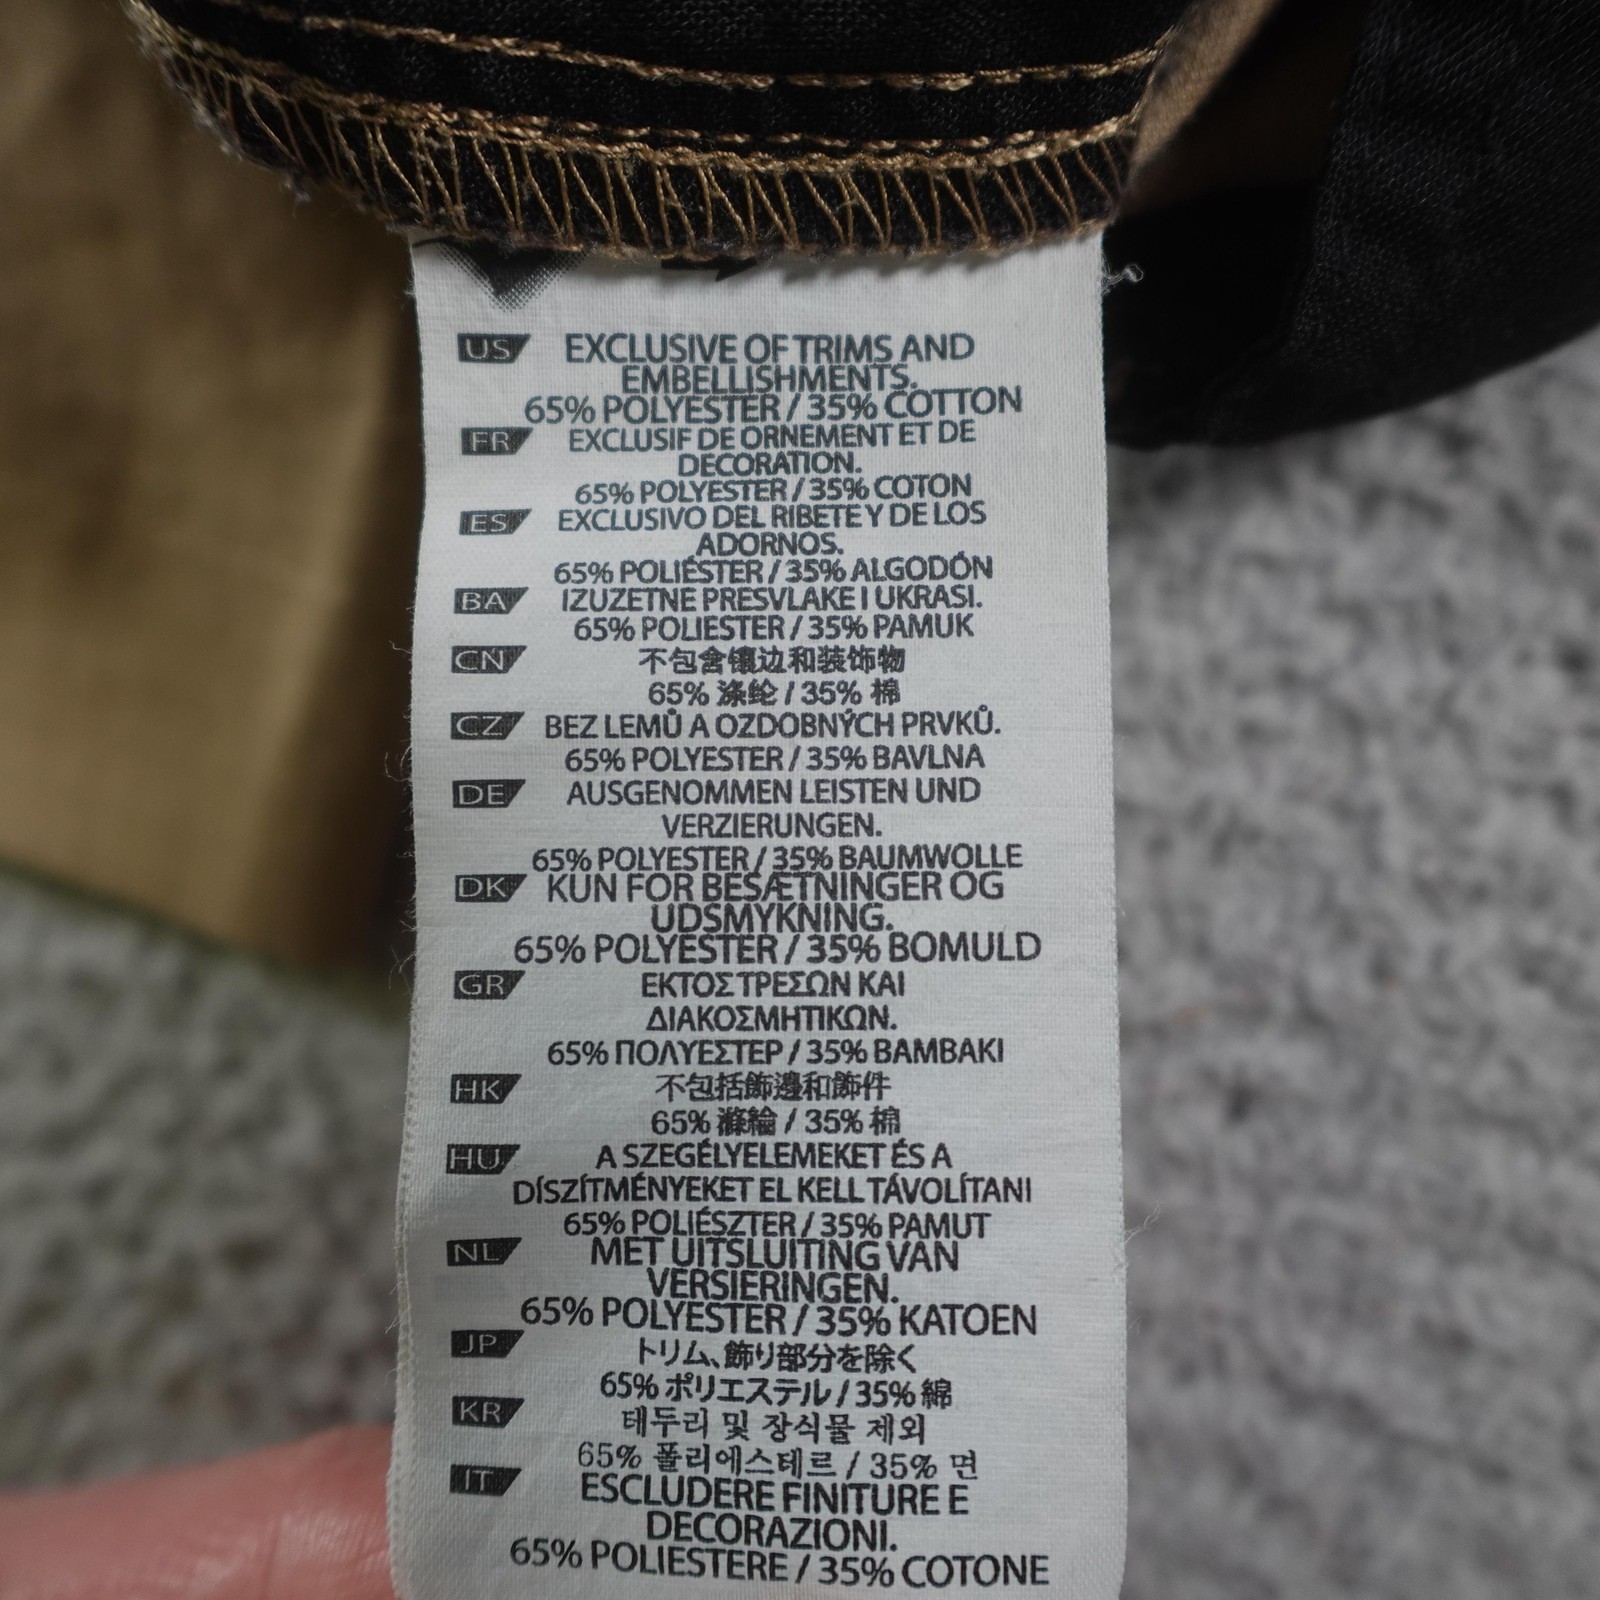 US EXCLUSIVE OF TRIMS AND
EMBELLISHMENTS.
65% POLYESTER / 35% COTTON
FR EXCLUSIF DE ORNEMENT ET DE
DECORATION.
65% POLYESTER / 35% COTON
ES EXCLUSIVO DEL RIBETE Y DE LOS
ADORNOS.
65% POLIÉSTER / 35% ALGODÓN
BA IZUZETNE PRESVLAKE I UKRASI.
65% POLIESTER / 35% PAMUK
CN 不包含镶边和装饰物
65% 涤纶 / 35% 棉
CZ BEZ LEMŮ A OZDOBNÝCH PRVKŮ.
65% POLYESTER / 35% BAVLNA
DE AUSGENOMMEN LEISTEN UND
VERZIERUNGEN.
65% POLYESTER / 35% BAUMWOLLE
DK KUN FOR BESÆTNINGER OG
UDSMYKNING.
65% POLYESTER / 35% BOMULD
GR ΕΚΤΟΣ ΤΡΕΣΩΝ ΚΑΙ
ΔΙΑΚΟΣΜΗΤΙΚΩΝ.
65% ΠΟΛΥΕΣΤΕΡ / 35% ΒΑΜΒΑΚΙ
HK 不包括飾邊和飾件
65% 滌綸 / 35% 棉
HU A SZEGÉLYELEMEKET ÉS A
DÍSZÍTMÉNYEKET EL KELL TÁVOLÍTANI
65% POLIÉSZTER / 35% PAMUT
NL MET UITSLUITING VAN
VERSIERINGEN.
65% POLYESTER / 35% KATOEN
JP トリム、飾り部分を除く
65% ポリエステル / 35% 綿
KR 테두리 및 장식물 제외
65% 폴리에스테르 / 35% 면
IT ESCLUDERE FINITURE E
DECORAZIONI.
65% POLIESTERE / 35% COTONE